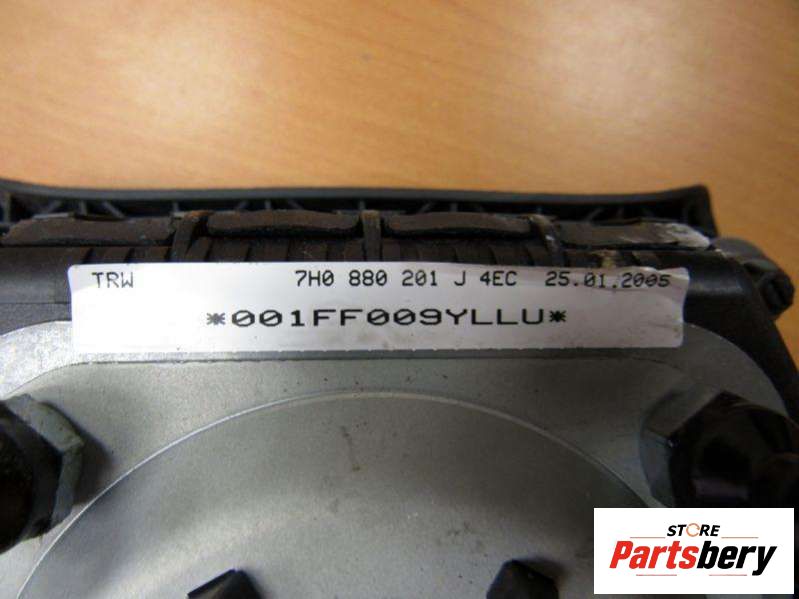 TRW 7H0 880 201 J 4EC 25.01.2005
*001FF009YLLU*
STORE
Partsbery